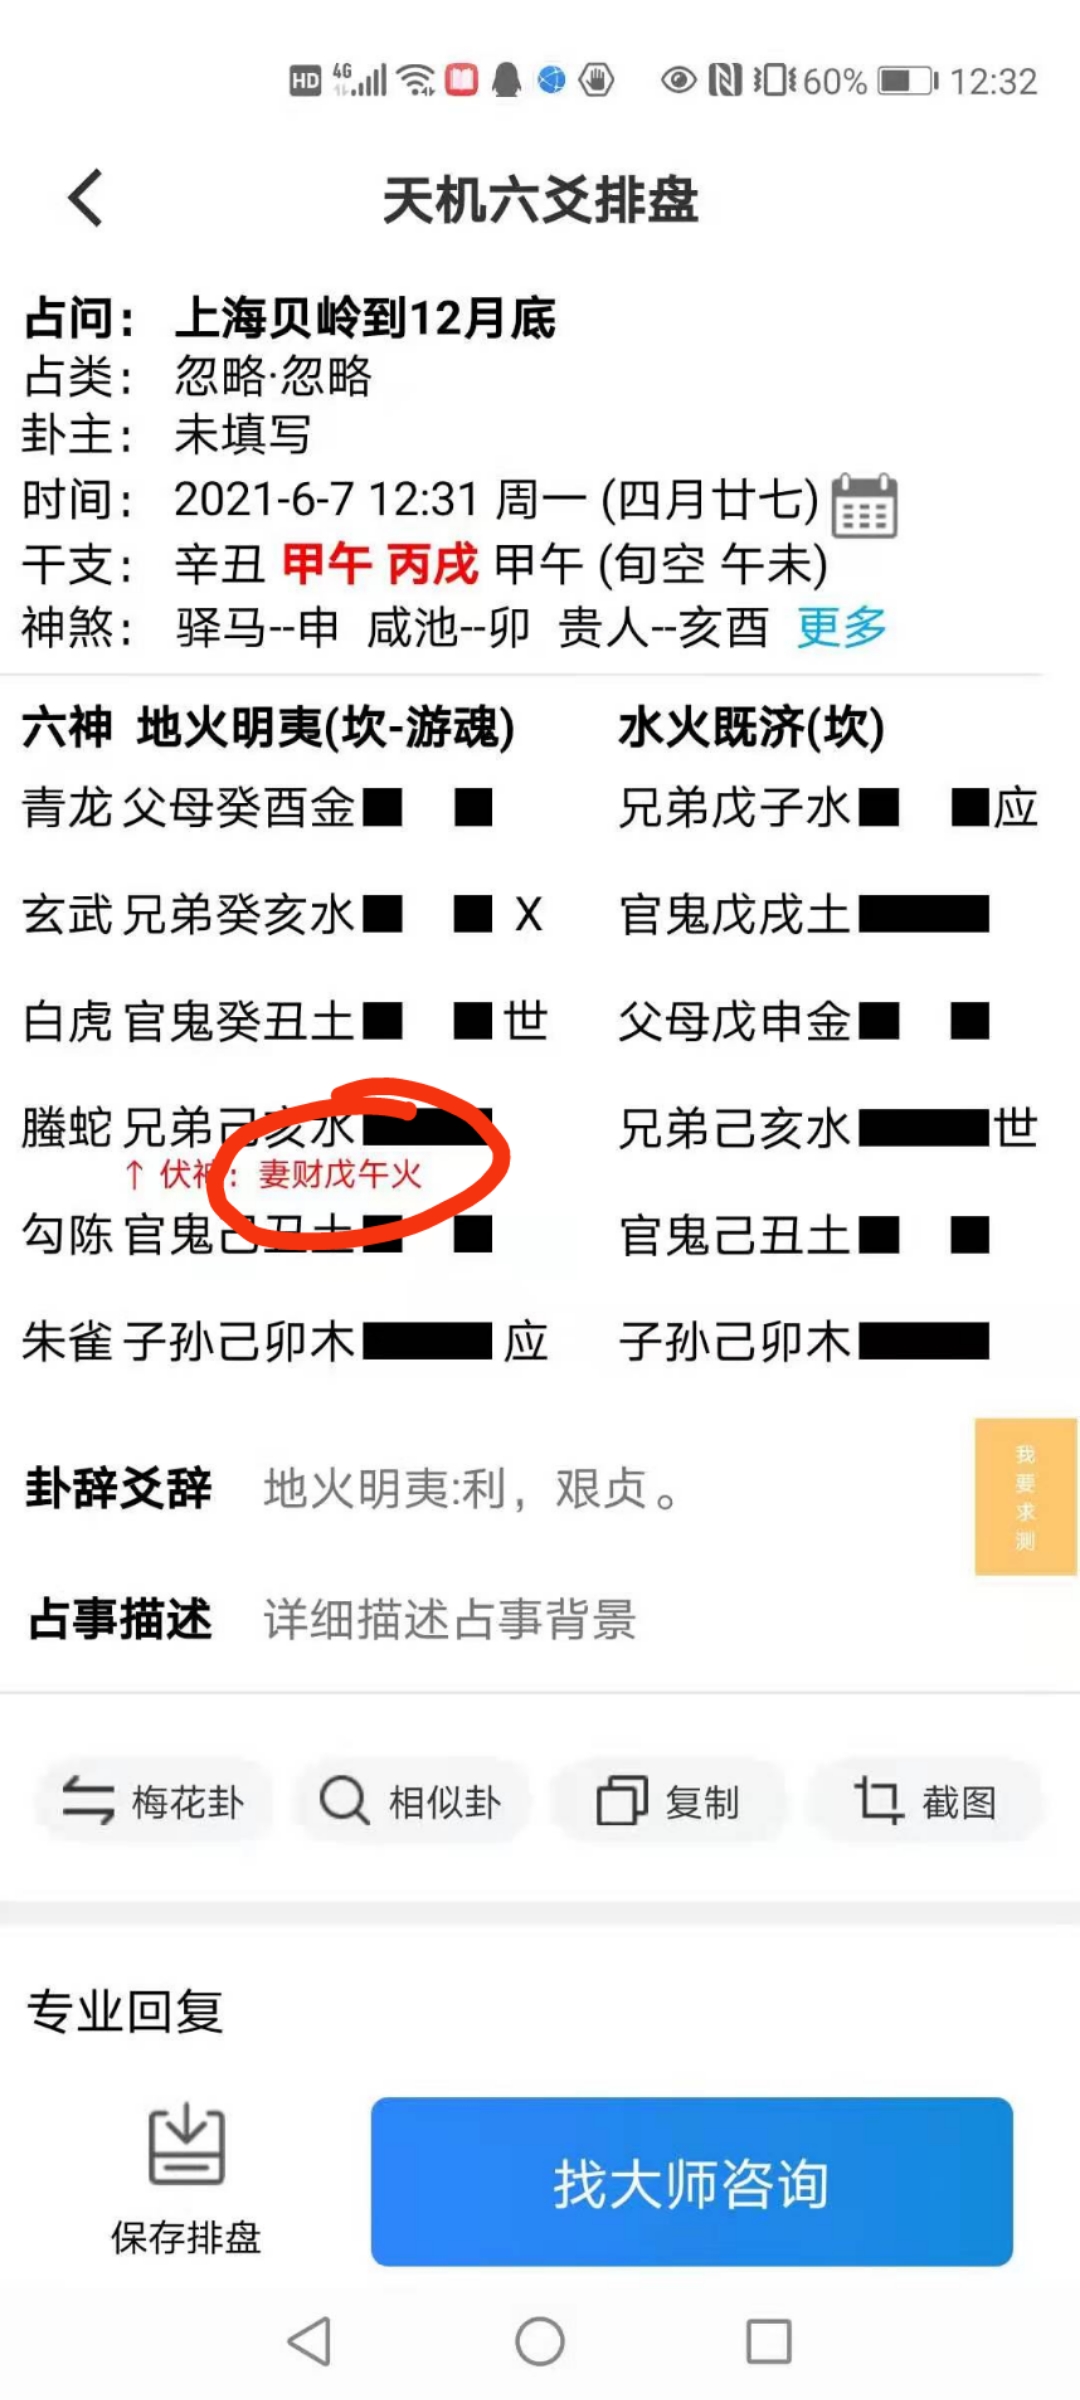 HD 4G 60% 12:32
天机六爻排盘
占问： 上海贝岭到12月底
占类： 忽略·忽略
卦主： 未填写
时间： 2021-6-7 12:31 周一 (四月廿七)
干支： 辛丑 甲午 丙戌 甲午 (旬空 午未)
神煞： 驿马--申 咸池--卯 贵人--亥酉 更多
六神 地火明夷(坎-游魂) 水火既济(坎)
青龙 父母癸酉金 兄弟戊子水 应
玄武 兄弟癸亥水 X 官鬼戊戌土
白虎 官鬼癸丑土 世 父母戊申金
螣蛇 兄弟己亥水 兄弟己亥水 世
↑ 伏神：妻财戊午火
勾陈 官鬼己丑土 官鬼己丑土
朱雀 子孙己卯木 应 子孙己卯木
卦辞爻辞 地火明夷:利，艰贞。
我要求测
占事描述 详细描述占事背景
梅花卦 相似卦 复制 截图
专业回复
保存排盘 找大师咨询